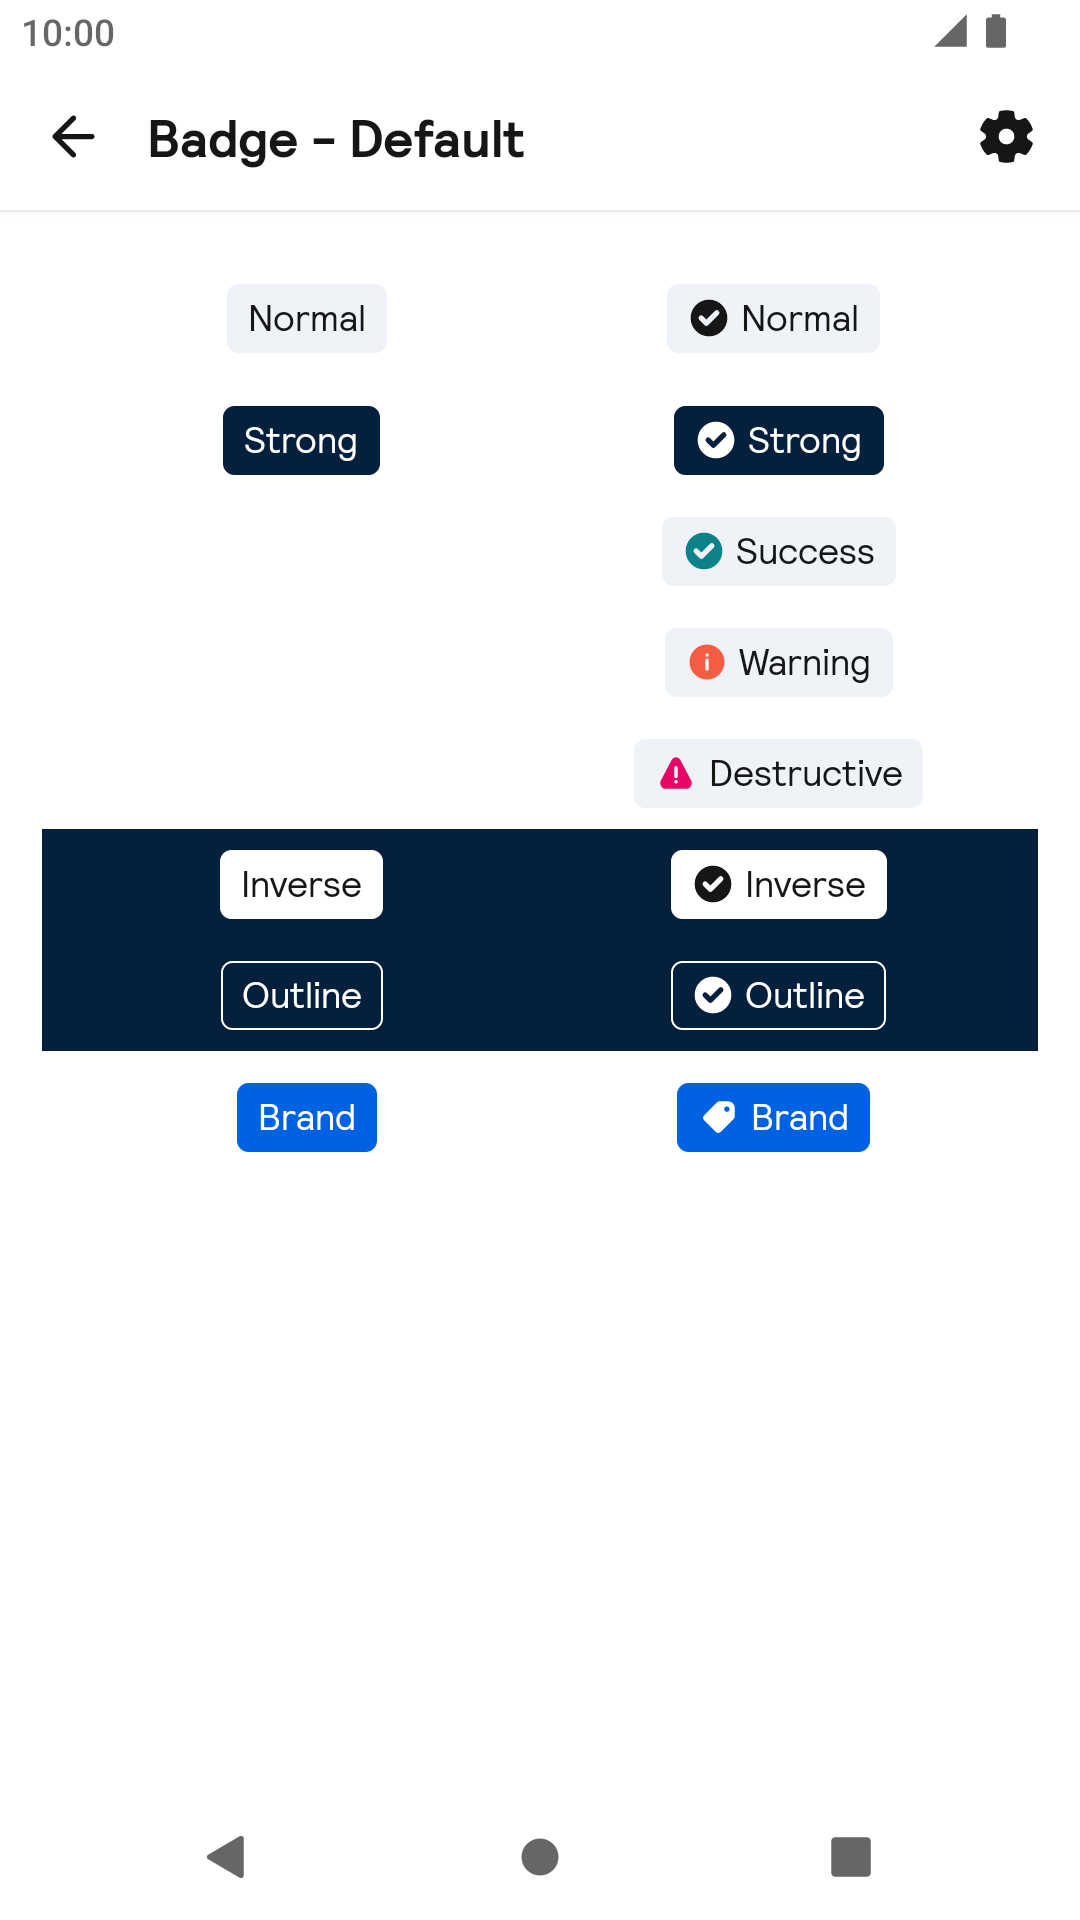 10:00
Badge – Default
Normal Normal
Strong Strong
Success
Warning
Destructive
Inverse Inverse
Outline Outline
Brand Brand